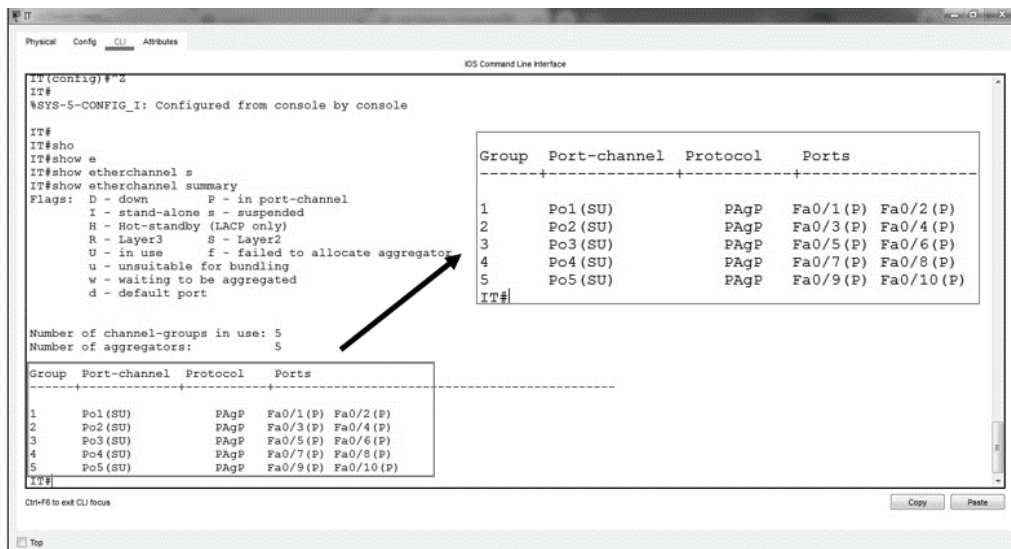 IT
Physical Config CLI Attributes
IOS Command Line Interface
IT(config)#^Z
IT#
%SYS-5-CONFIG_I: Configured from console by console
IT#
IT#sho
IT#show e
IT#show etherchannel s
IT#show etherchannel summary
Flags: D - down P - in port-channel
I - stand-alone s - suspended
H - Hot-standby (LACP only)
R - Layer3 S - Layer2
U - in use f - failed to allocate aggregator
u - unsuitable for bundling
w - waiting to be aggregated
d - default port
Number of channel-groups in use: 5
Number of aggregators: 5
Group Port-channel Protocol Ports
------+-------------+-----------+----------------------------------------------
1 Po1(SU) PAgP Fa0/1(P) Fa0/2(P)
2 Po2(SU) PAgP Fa0/3(P) Fa0/4(P)
3 Po3(SU) PAgP Fa0/5(P) Fa0/6(P)
4 Po4(SU) PAgP Fa0/7(P) Fa0/8(P)
5 Po5(SU) PAgP Fa0/9(P) Fa0/10(P)
IT#
Group Port-channel Protocol Ports
------+-------------+-----------+-------------------
1 Po1(SU) PAgP Fa0/1(P) Fa0/2(P)
2 Po2(SU) PAgP Fa0/3(P) Fa0/4(P)
3 Po3(SU) PAgP Fa0/5(P) Fa0/6(P)
4 Po4(SU) PAgP Fa0/7(P) Fa0/8(P)
5 Po5(SU) PAgP Fa0/9(P) Fa0/10(P)
IT#
Ctrl+F6 to exit CLI focus
Copy Paste
Top